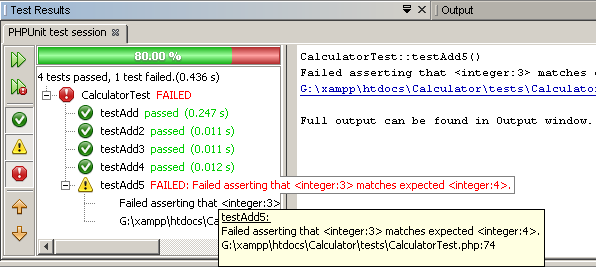 Test Results
Output
PHPUnit test session
80.00 %
4 tests passed, 1 test failed.(0.436 s)
CalculatorTest FAILED
testAdd passed (0.247 s)
testAdd2 passed (0.011 s)
testAdd3 passed (0.011 s)
testAdd4 passed (0.012 s)
testAdd5 FAILED: Failed asserting that <integer:3> matches expected <integer:4>.
Failed asserting that <integer:3>
G:\xampp\htdocs\Calculator\tests\
testAdd5:
Failed asserting that <integer:3> matches expected <integer:4>.
G:\xampp\htdocs\Calculator\tests\CalculatorTest.php:74
CalculatorTest::testAdd5()
Failed asserting that <integer:3> matches
G:\xampp\htdocs\Calculator\tests\Calculato
Full output can be found in Output window.